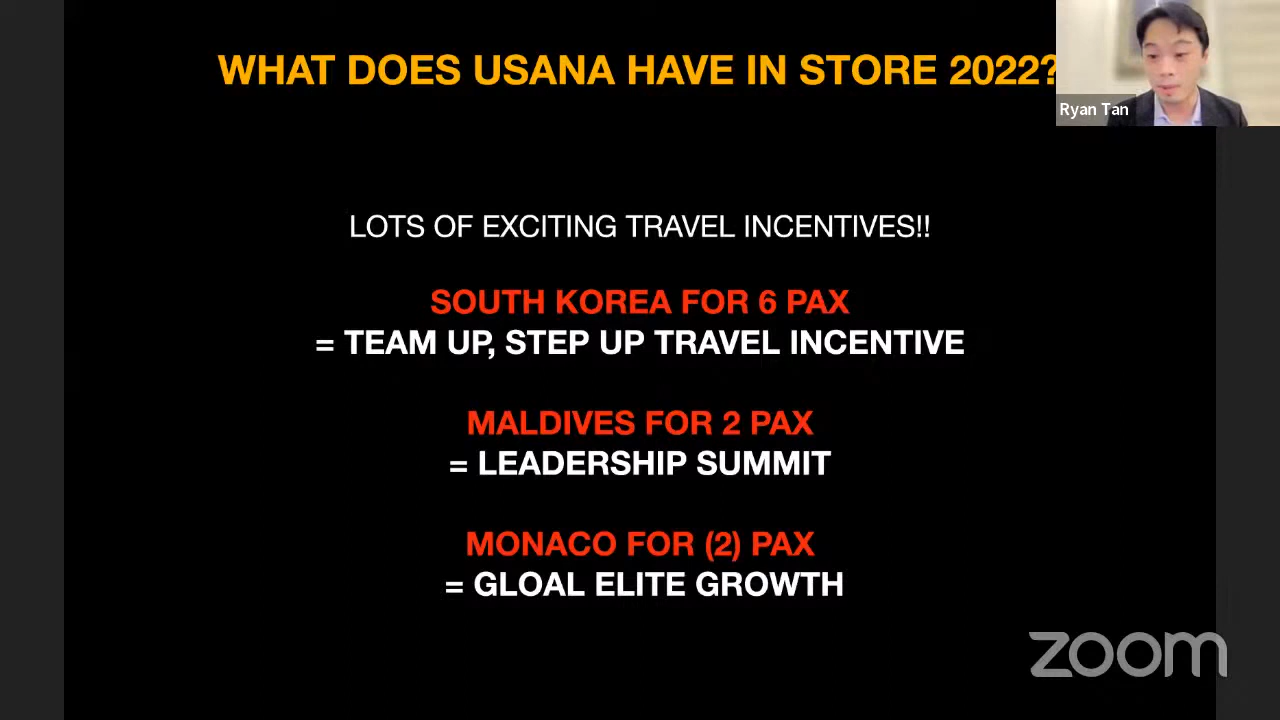 WHAT DOES USANA HAVE IN STORE 2022?
Ryan Tan
LOTS OF EXCITING TRAVEL INCENTIVES!!
SOUTH KOREA FOR 6 PAX
= TEAM UP, STEP UP TRAVEL INCENTIVE
MALDIVES FOR 2 PAX
= LEADERSHIP SUMMIT
MONACO FOR (2) PAX
= GLOAL ELITE GROWTH
zoom